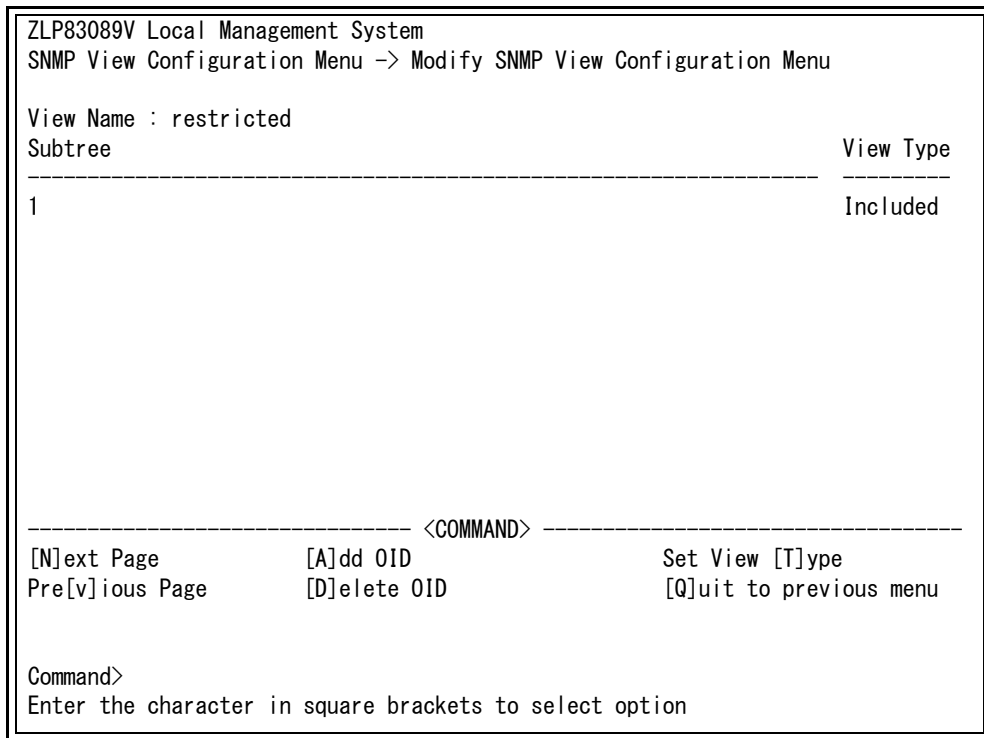 ZLP83089V Local Management System
SNMP View Configuration Menu -> Modify SNMP View Configuration Menu
View Name : restricted
Subtree View Type
------------------------------------------------------------------ ---------
1 Included
-------------------------------- <COMMAND> -----------------------------------
[N]ext Page [A]dd OID Set View [T]ype
Pre[v]ious Page [D]elete OID [Q]uit to previous menu
Command>
Enter the character in square brackets to select option